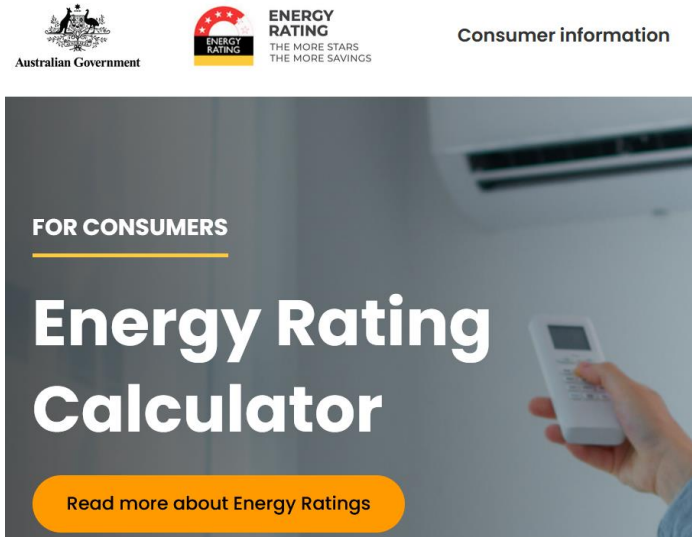 Australian Government
ENERGY
RATING
ENERGY
RATING
THE MORE STARS
THE MORE SAVINGS
Consumer information
FOR CONSUMERS
Energy Rating
Calculator
Read more about Energy Ratings